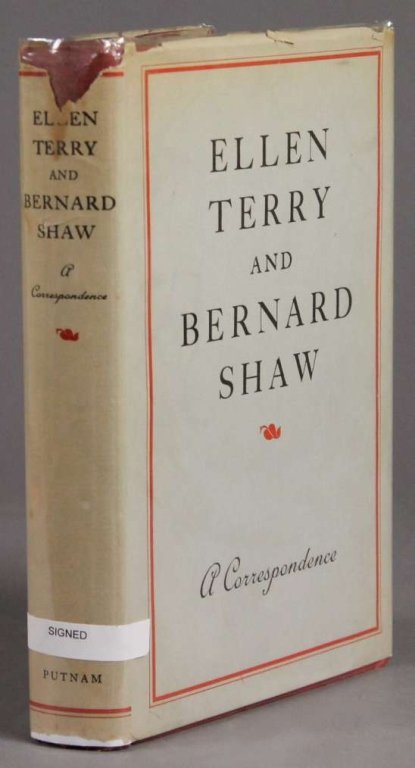 ELLEN
TERRY
AND
BERNARD
SHAW
A
Correspondence
SIGNED
PUTNAM
ELLEN
TERRY
AND
BERNARD
SHAW
A Correspondence